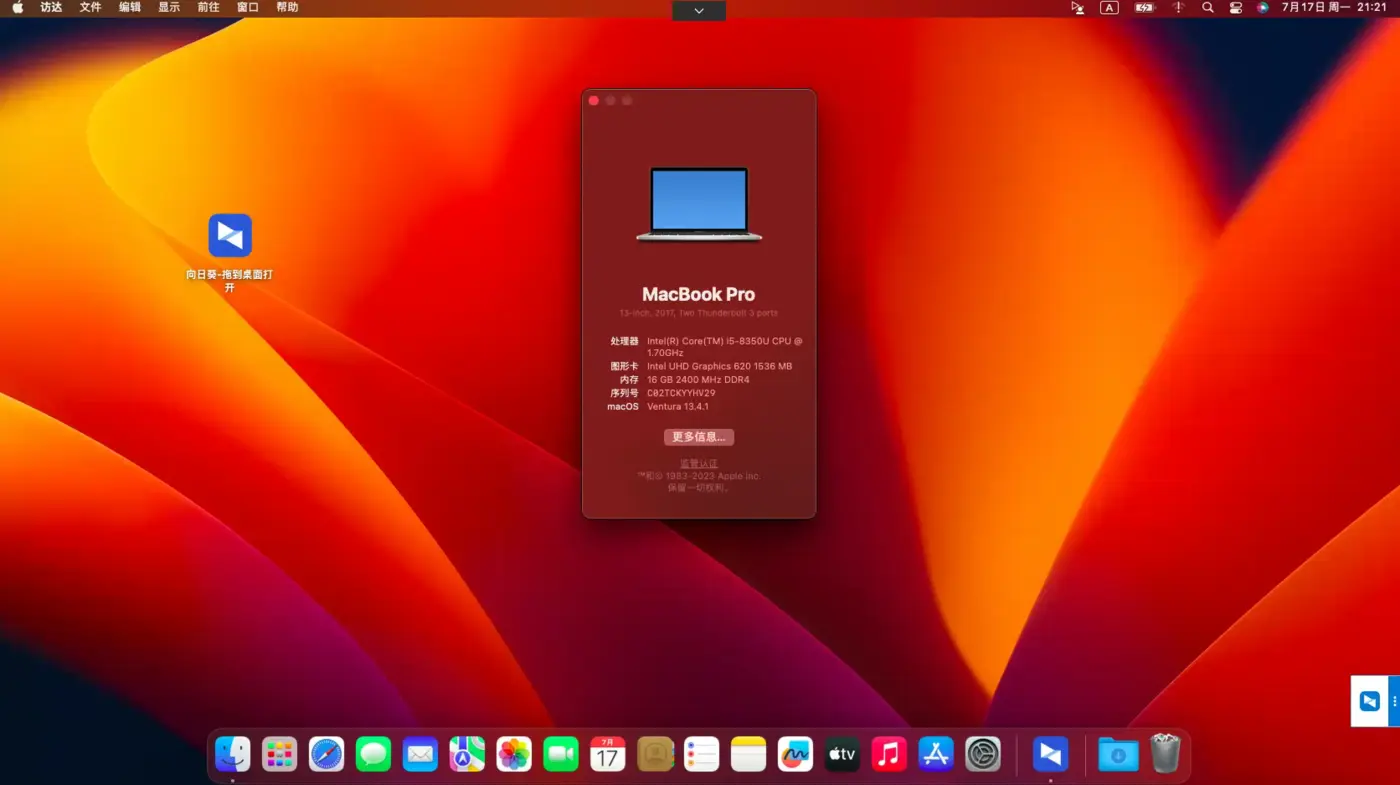 访达 文件 编辑 显示 前往 窗口 帮助
A
7月17日 周一 21:21
向日葵-拖到桌面打
开
MacBook Pro
13-inch, 2017, Two Thunderbolt 3 ports
处理器 Intel(R) Core(TM) i5-8350U CPU @
1.70GHz
图形卡 Intel UHD Graphics 620 1536 MB
内存 16 GB 2400 MHz DDR4
序列号 C02TCKYYHV29
macOS Ventura 13.4.1
更多信息...
监管认证
™和© 1983-2023 Apple Inc.
保留一切权利。
7月
17
tv